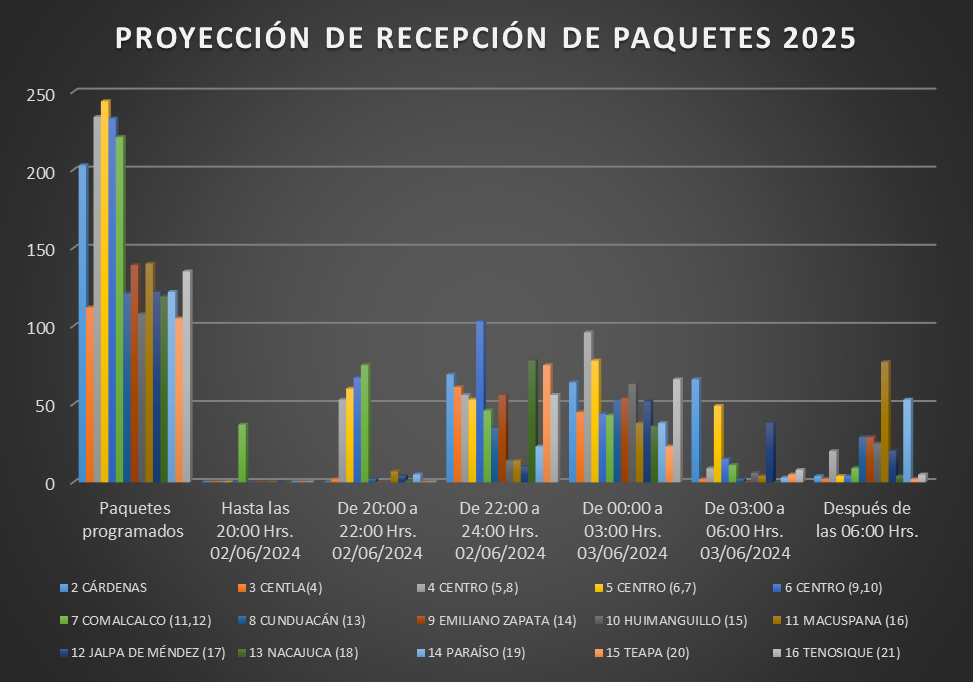 PROYECCIÓN DE RECEPCIÓN DE PAQUETES 2025
250
200
150
100
50
0
Paquetes
programados
Hasta las
20:00 Hrs.
02/06/2024
De 20:00 a
22:00 Hrs.
02/06/2024
De 22:00 a
24:00 Hrs.
02/06/2024
De 00:00 a
03:00 Hrs.
03/06/2024
De 03:00 a
06:00 Hrs.
03/06/2024
Después de
las 06:00 Hrs.
2 CÁRDENAS
3 CENTLA(4)
4 CENTRO (5,8)
5 CENTRO (6,7)
6 CENTRO (9,10)
7 COMALCALCO (11,12)
8 CUNDUACÁN (13)
9 EMILIANO ZAPATA (14)
10 HUIMANGUILLO (15)
11 MACUSPANA (16)
12 JALPA DE MÉNDEZ (17)
13 NACAJUCA (18)
14 PARAÍSO (19)
15 TEAPA (20)
16 TENOSIQUE (21)